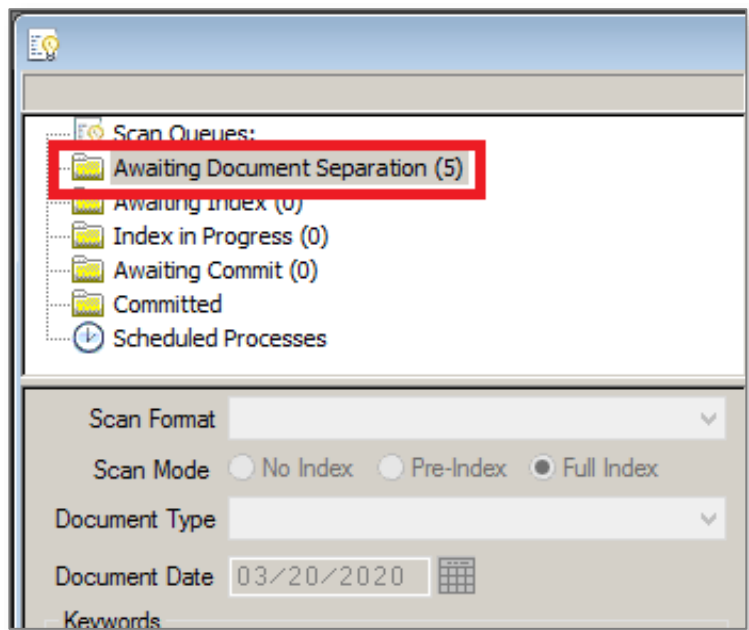 Scan Queues:
Awaiting Document Separation (5)
Awaiting Index (0)
Index in Progress (0)
Awaiting Commit (0)
Committed
Scheduled Processes
Scan Format
Scan Mode No Index Pre-Index Full Index
Document Type
Document Date 03/20/2020
Keywords